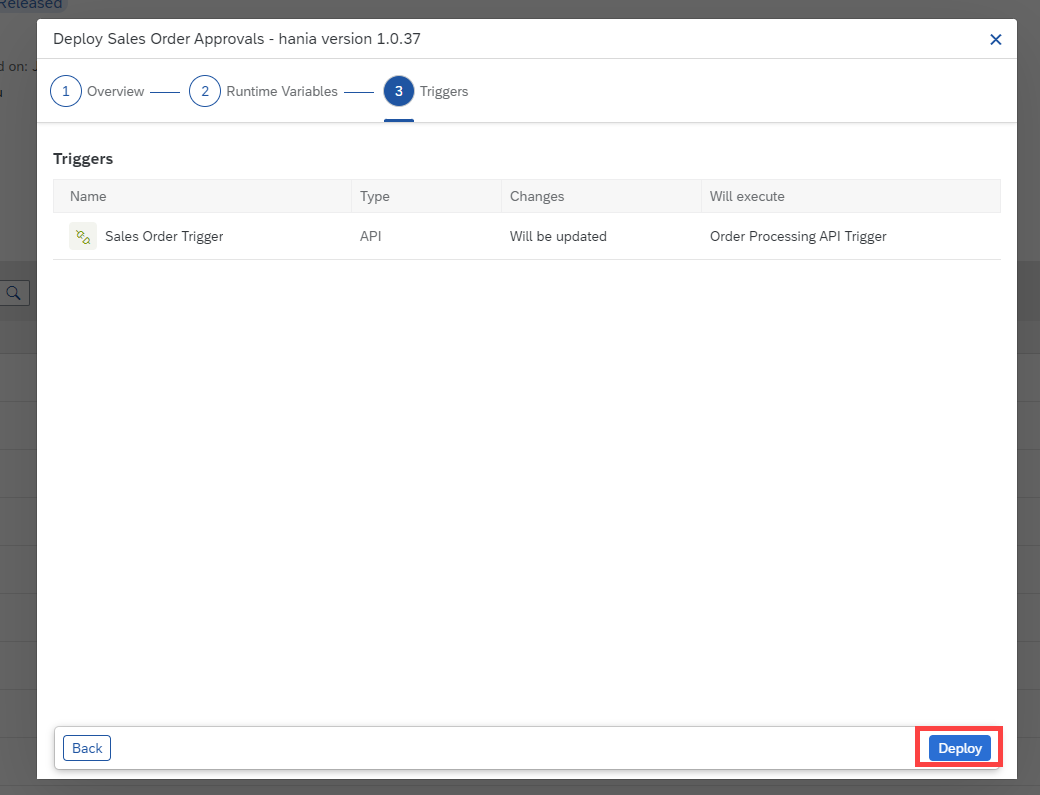 Released
Deploy Sales Order Approvals - hania version 1.0.37
d on: J
1 Overview 2 Runtime Variables 3 Triggers
Triggers
Name Type Changes Will execute
Sales Order Trigger API Will be updated Order Processing API Trigger
Back Deploy